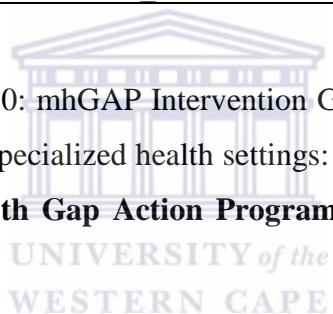 0: mhGAP Intervention G
pecialized health settings:
th Gap Action Program
UNIVERSITY of the
WESTERN CAPE